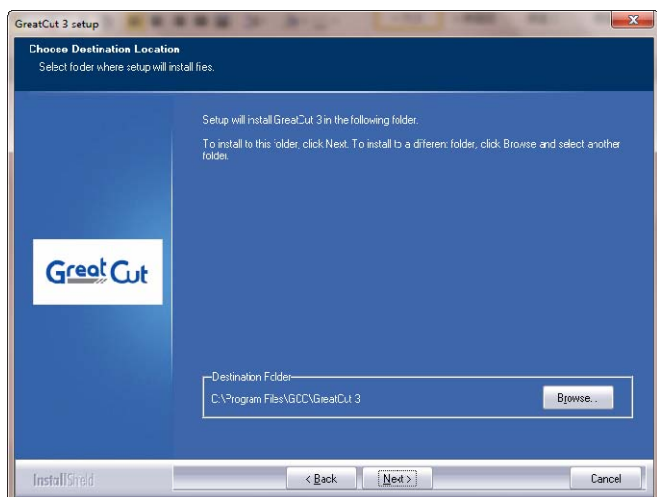 GreatCut 3 setup
Choose Destination Location
Select folder where setup will install files.
Setup will install GreatCut 3 in the following folder.
To install to this folder, click Next. To install to a different folder, click Browse and select another
folder.
Great Cut
Destination Folder
C:\Program Files\GCC\GreatCut 3
Browse...
InstallShield
< Back
Next >
Cancel